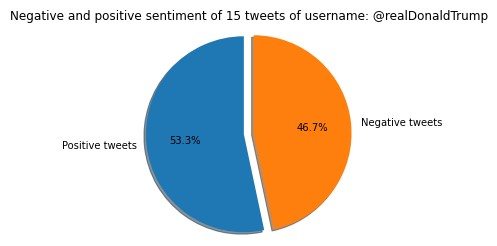 Negative and positive sentiment of 15 tweets of username: @realDonaldTrump
46.7%
Negative tweets
53.3%
Positive tweets